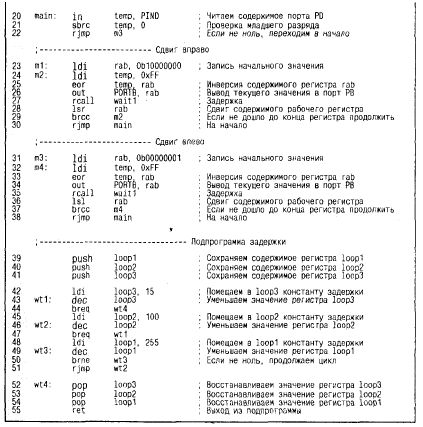 20 main: in temp, PIND ; Читаем содержимое порта PD
21 sbrc temp, 0 ; Проверка младшего разряда
22 rjmp m3 ; Если не ноль, переходим в начало
;------------------------ Сдвиг вправо
23 m1: ldi rab, 0b10000000 ; Запись начального значения
24 m2: ldi temp, 0xFF
25 eor temp, rab ; Инверсия содержимого регистра rab
26 out PORTB, rab ; Вывод текущего значения в порт PB
27 rcall wait1 ; Задержка
28 lsr rab ; Сдвиг содержимого рабочего регистра
29 brcc m2 ; Если не дошло до конца регистра продолжить
30 rjmp main ; На начало
;------------------------ Сдвиг влево
31 m3: ldi rab, 0b00000001 ; Запись начального значения
32 m4: ldi temp, 0xFF
33 eor temp, rab ; Инверсия содержимого регистра rab
34 out PORTB, rab ; Вывод текущего значения в порт PB
35 rcall wait1 ; Задержка
36 lsl rab ; Сдвиг содержимого рабочего регистра
37 brcc m4 ; Если не дошло до конца регистра продолжить
38 rjmp main ; На начало
;-------------------------------- Подпрограмма задержки
39 push loop1 ; Сохраняем содержимое регистра loop1
40 push loop2 ; Сохраняем содержимое регистра loop2
41 push loop3 ; Сохраняем содержимое регистра loop3
42 ldi loop3, 15 ; Помещаем в loop3 константу задержки
43 wt1: dec loop3 ; Уменьшаем значение регистра loop3
44 breq wt4
45 ldi loop2, 100 ; Помещаем в loop2 константу задержки
46 wt2: dec loop2 ; Уменьшаем значение регистра loop2
47 breq wt1
48 ldi loop1, 255 ; Помещаем в loop1 константу задержки
49 wt3: dec loop1 ; Уменьшаем значение регистра loop1
50 brne wt3 ; Если не ноль, продолжаем цикл
51 rjmp wt2
52 wt4: pop loop3 ; Восстанавливаем значение регистра loop3
53 pop loop2 ; Восстанавливаем значение регистра loop2
54 pop loop1 ; Восстанавливаем значение регистра loop1
55 ret ; Выход из подпрограммы